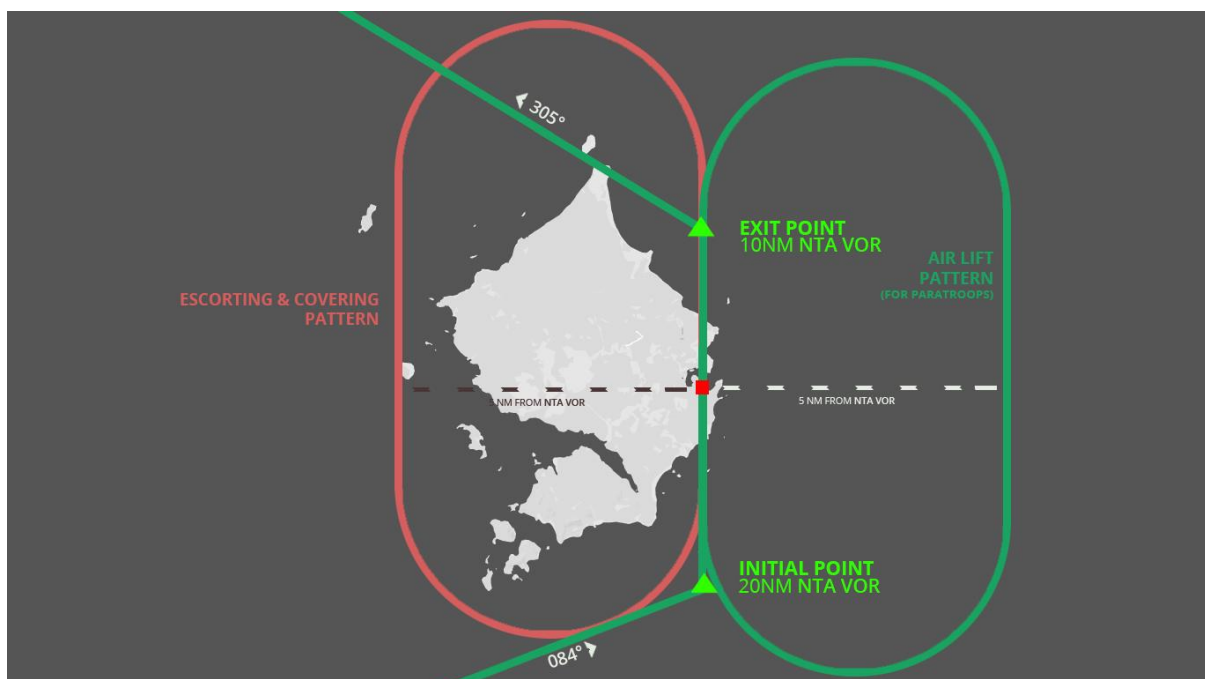 305°
EXIT POINT
10NM NTA VOR
AIR LIFT
PATTERN
(FOR PARATROOPS)
ESCORTING & COVERING
PATTERN
NM FROM NTA VOR
5 NM FROM NTA VOR
INITIAL POINT
20NM NTA VOR
084°